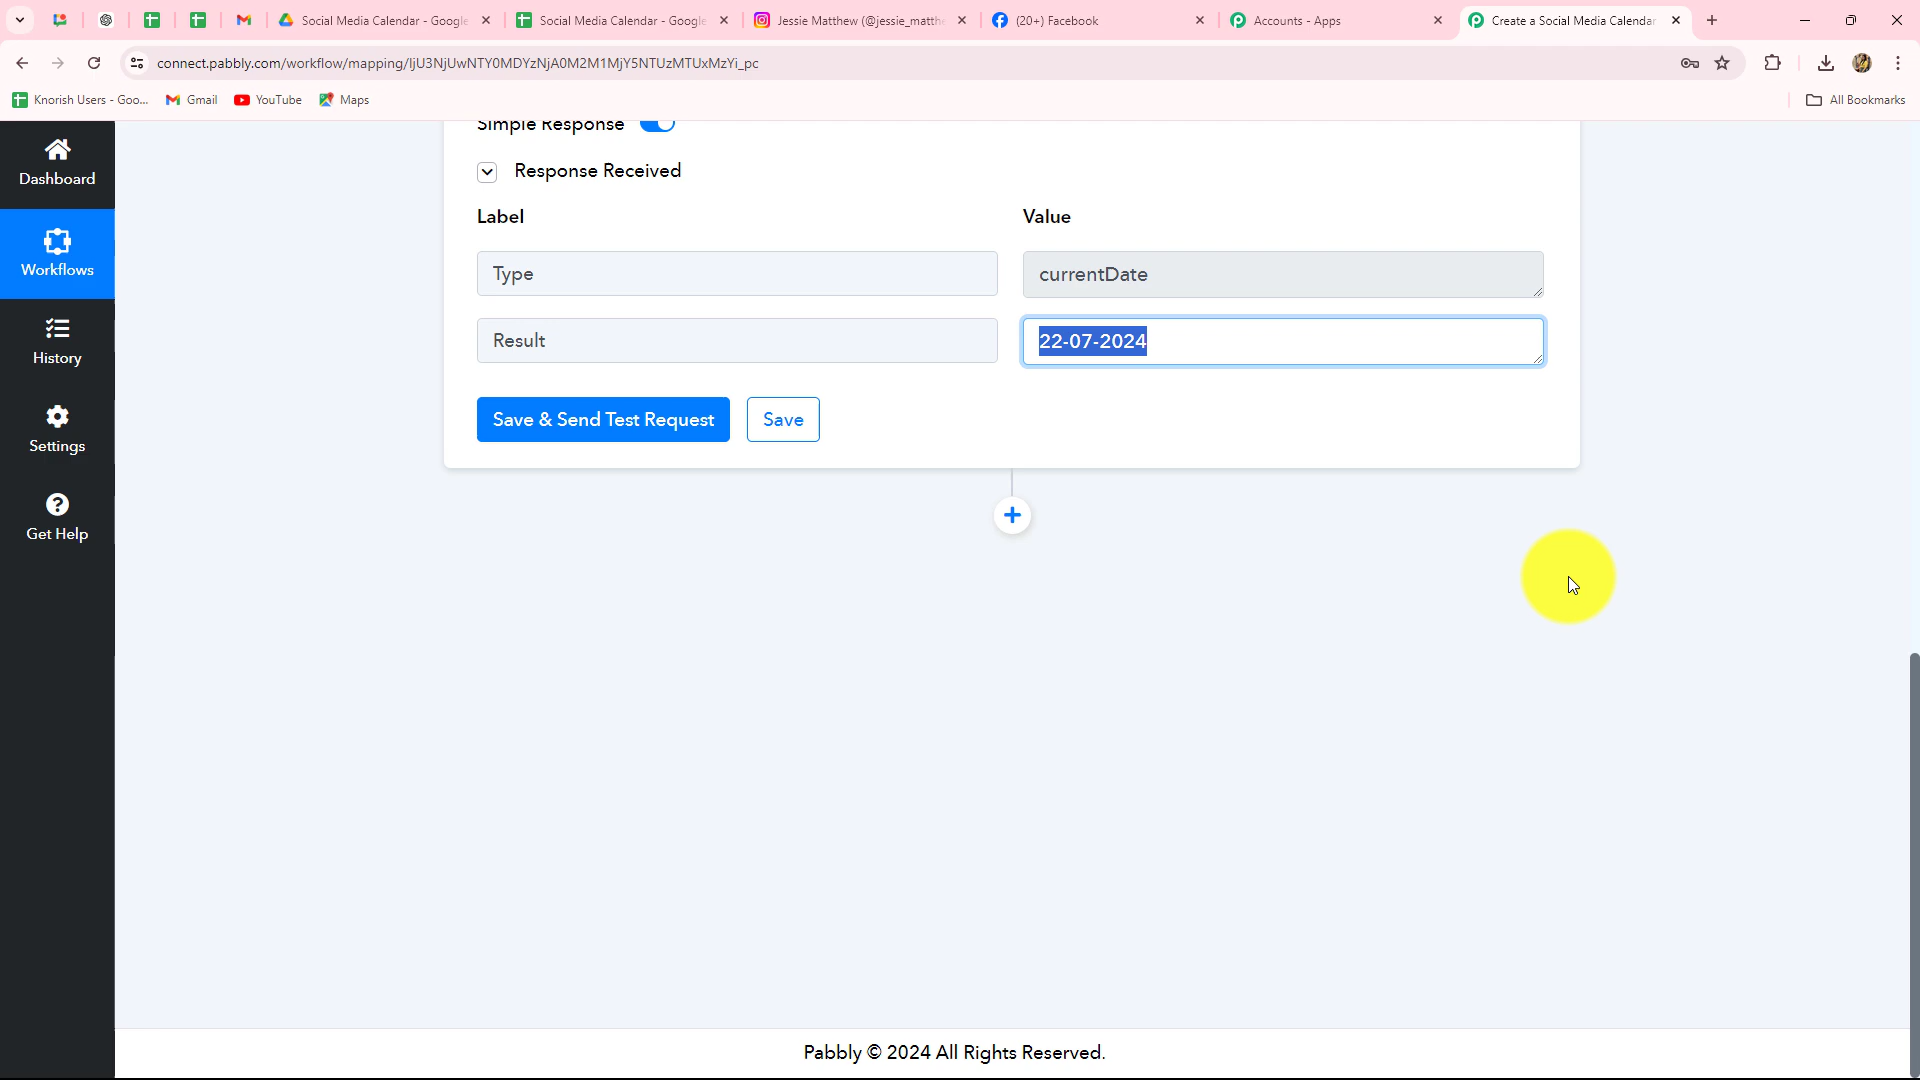 Social Media Calendar - Google
Social Media Calendar - Google
Jessie Matthew (@jessie_matthe
(20+) Facebook
Accounts - Apps
Create a Social Media Calendar
connect.pabbly.com/workflow/mapping/IjU3NjUwNTY0MDYzNjA0M2M1MjY5NTUzMTUxMzYi_pc
Knorish Users - Goo...
Gmail
YouTube
Maps
All Bookmarks
Dashboard
Workflows
History
Settings
Get Help
Simple Response
Response Received
Label
Value
Type
currentDate
Result
22-07-2024
Save & Send Test Request
Save
Pabbly © 2024 All Rights Reserved.